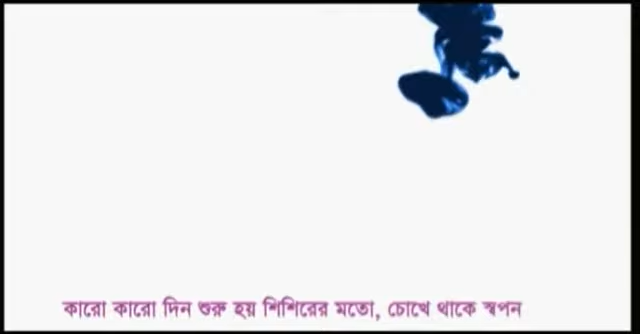 কারো কারো দিন শুরু হয় শিশিরের মতো, চোখে থাকে স্বপন